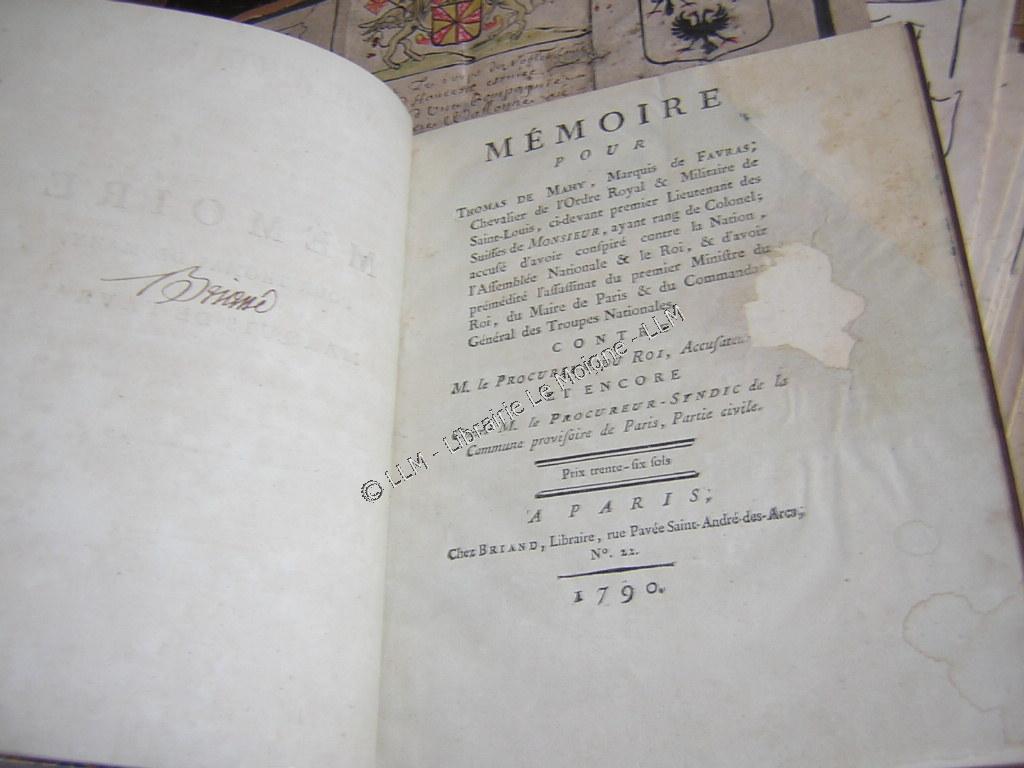 Briand
MÉMOIRE
POUR
THOMAS DE MAHY, Marquis de FAVRAS;
Chevalier de l'Ordre Royal & Militaire de
Saint-Louis, cidevant premier Lieutenant des
Suisses de MONSIEUR, ayant rang de Colonel;
accusé d'avoir conspiré contre la Nation,
l'Assemblée Nationale & le Roi, & d'avoir
prémédité l'assassinat du premier Ministre du
Roi, du Maire de Paris & du Commandant
Général des Troupes Nationales.
CONTRE
M. le PROCUREUR DU ROI, Accusateur
ET ENCORE
M. le PROCUREUR-SYNDIC de la
Commune provisoire de Paris, Partie civile.
Prix trente-six sols
A PARIS;
Chez BRIAND, Libraire, rue Pavée Saint-André-des-Arcs;
N°. 22.
1790.
© LLM - Librairie Le Moigne - LLM